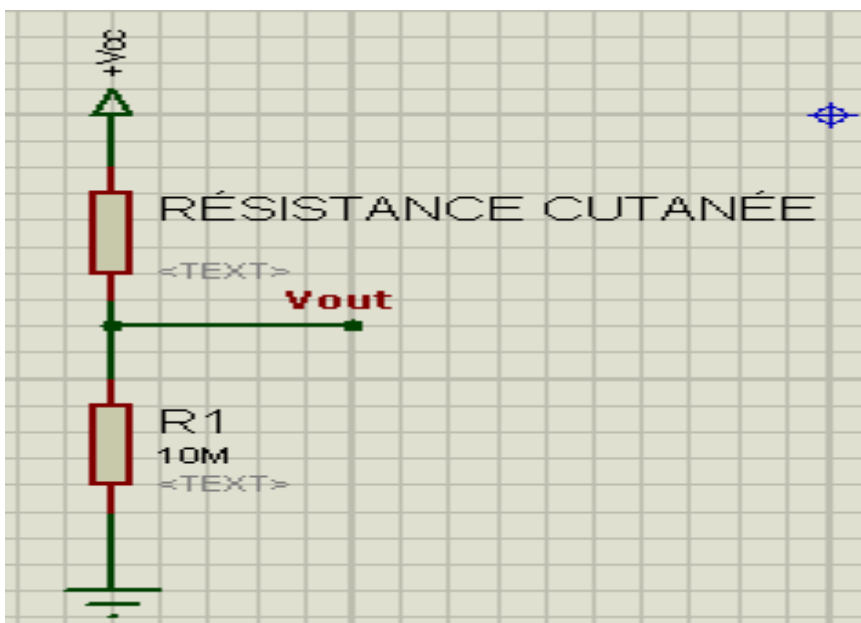 +Vcc
RÉSISTANCE CUTANÉE
<TEXT>
Vout
R1
10M
<TEXT>